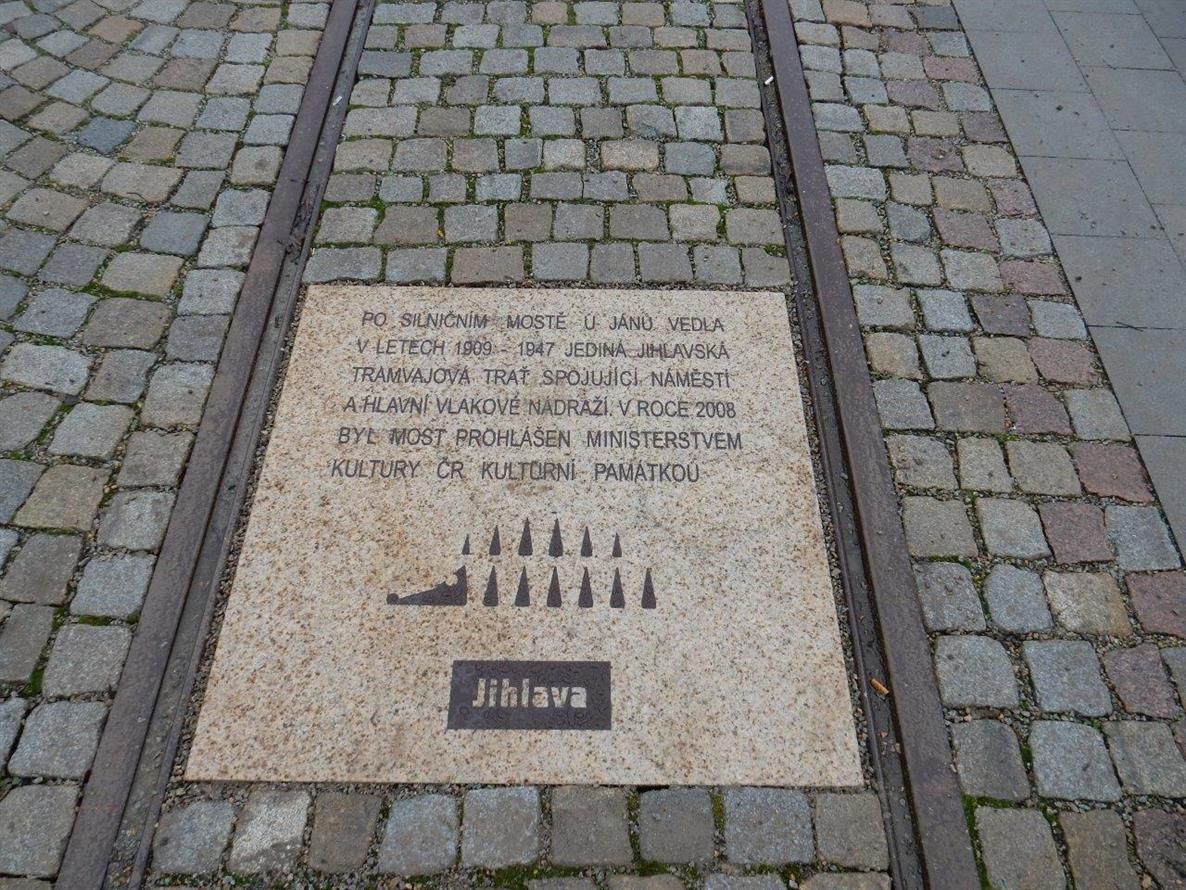 PO SILNIČNÍM MOSTĚ U JÁNŮ VEDLA
V LETECH 1909 - 1947 JEDINÁ JIHLAVSKÁ
TRAMVAJOVÁ TRAŤ SPOJUJÍCÍ NÁMĚSTÍ
A HLAVNÍ VLAKOVÉ NÁDRAŽÍ. V ROCE 2008
BYL MOST PROHLÁŠEN MINISTERSTVEM
KULTURY ČR KULTURNÍ PAMÁTKOU
Jihlava